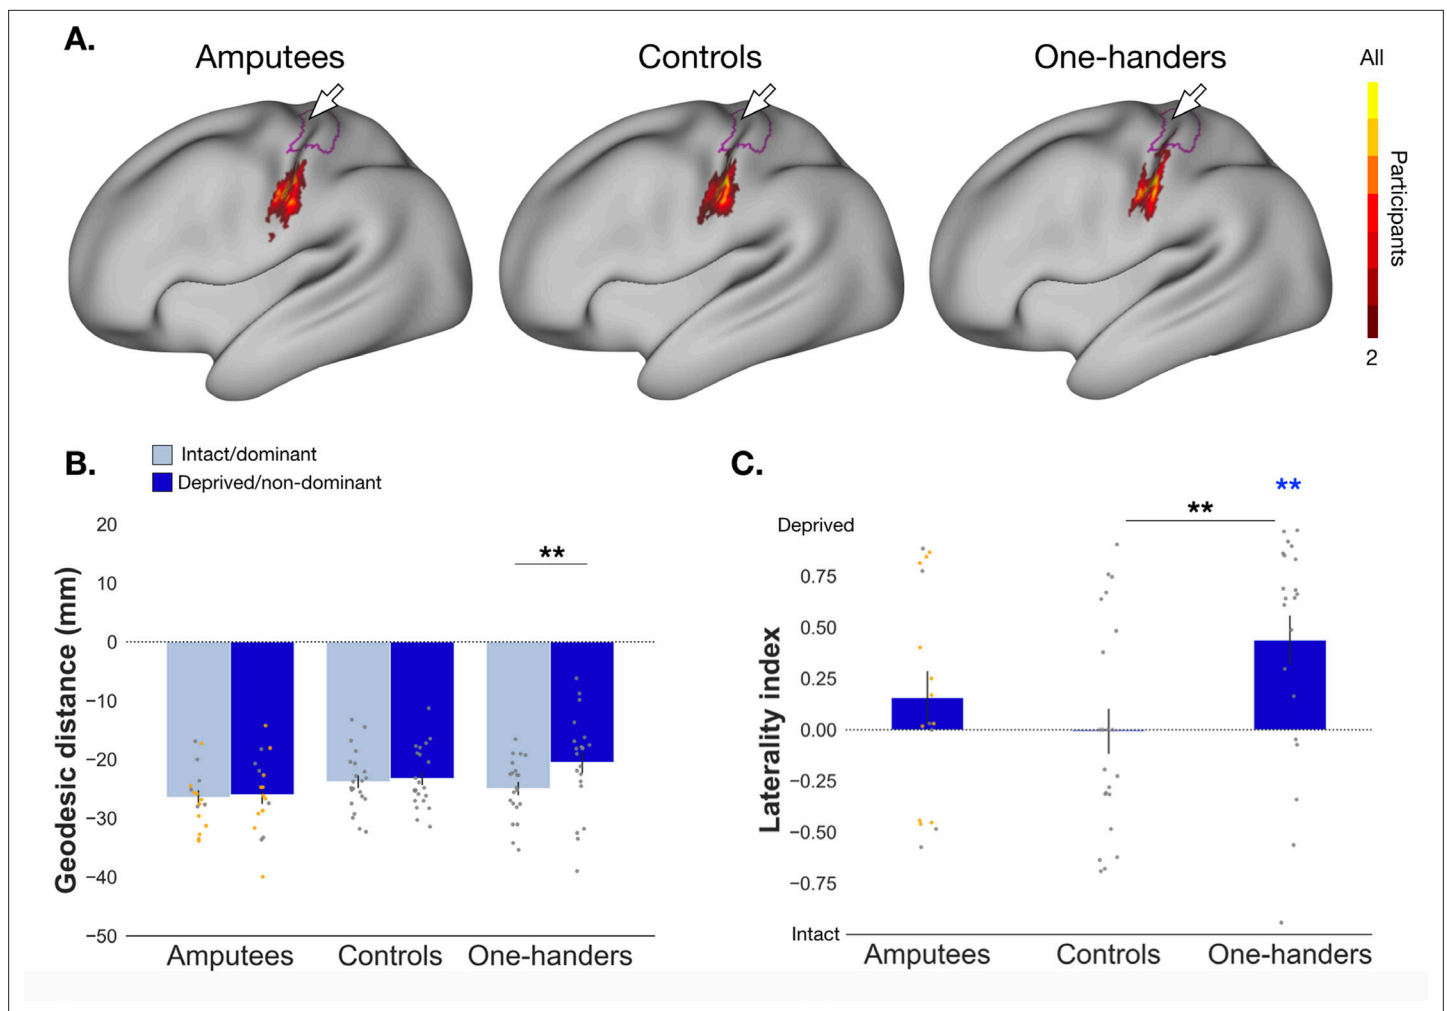 A.
Amputees
Controls
One-handers
All
Participants
2
B.
Intact/dominant
Deprived/non-dominant
Geodesic distance (mm)
20
10
0
−10
−20
−30
−40
−50
**
Amputees
Controls
One-handers
C.
**
**
Laterality index
Deprived
0.75
0.50
0.25
0.00
−0.25
−0.50
−0.75
Intact
Amputees
Controls
One-handers